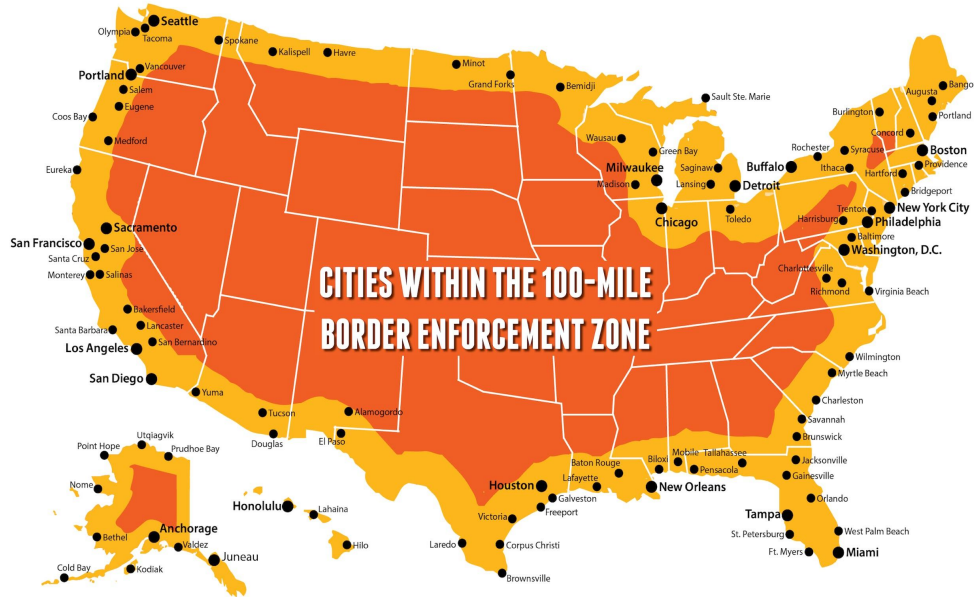 Seattle
Olympia
Tacoma
Spokane
Kalispell
Havre
Minot
Grand Forks
Bemidji
Sault Ste. Marie
Bango
Augusta
Portland
Burlington
Concord
Vancouver
Portland
Salem
Eugene
Coos Bay
Medford
Eureka
Wausau
Green Bay
Milwaukee
Madison
Saginaw
Lansing
Detroit
Chicago
Toledo
Rochester
Syracuse
Buffalo
Ithaca
Boston
Providence
Hartford
Bridgeport
New York City
Trenton
Philadelphia
Harrisburg
Baltimore
Washington, D.C.
Charlottesville
Richmond
Virginia Beach
Sacramento
San Francisco
San Jose
Santa Cruz
Monterey
Salinas
CITIES WITHIN THE 100-MILE
BORDER ENFORCEMENT ZONE
Bakersfield
Santa Barbara
Lancaster
San Bernardino
Los Angeles
San Diego
Yuma
Tucson
Douglas
Alamogordo
El Paso
Wilmington
Myrtle Beach
Charleston
Savannah
Brunswick
Jacksonville
Gainesville
Orlando
Tampa
St. Petersburg
West Palm Beach
Ft. Myers
Miami
Baton Rouge
Lafayette
Biloxi
Mobile
Tallahassee
Pensacola
New Orleans
Houston
Galveston
Freeport
Victoria
Laredo
Corpus Christi
Brownsville
Utqiagvik
Point Hope
Prudhoe Bay
Nome
Anchorage
Bethel
Valdez
Juneau
Cold Bay
Kodiak
Honolulu
Lahaina
Hilo